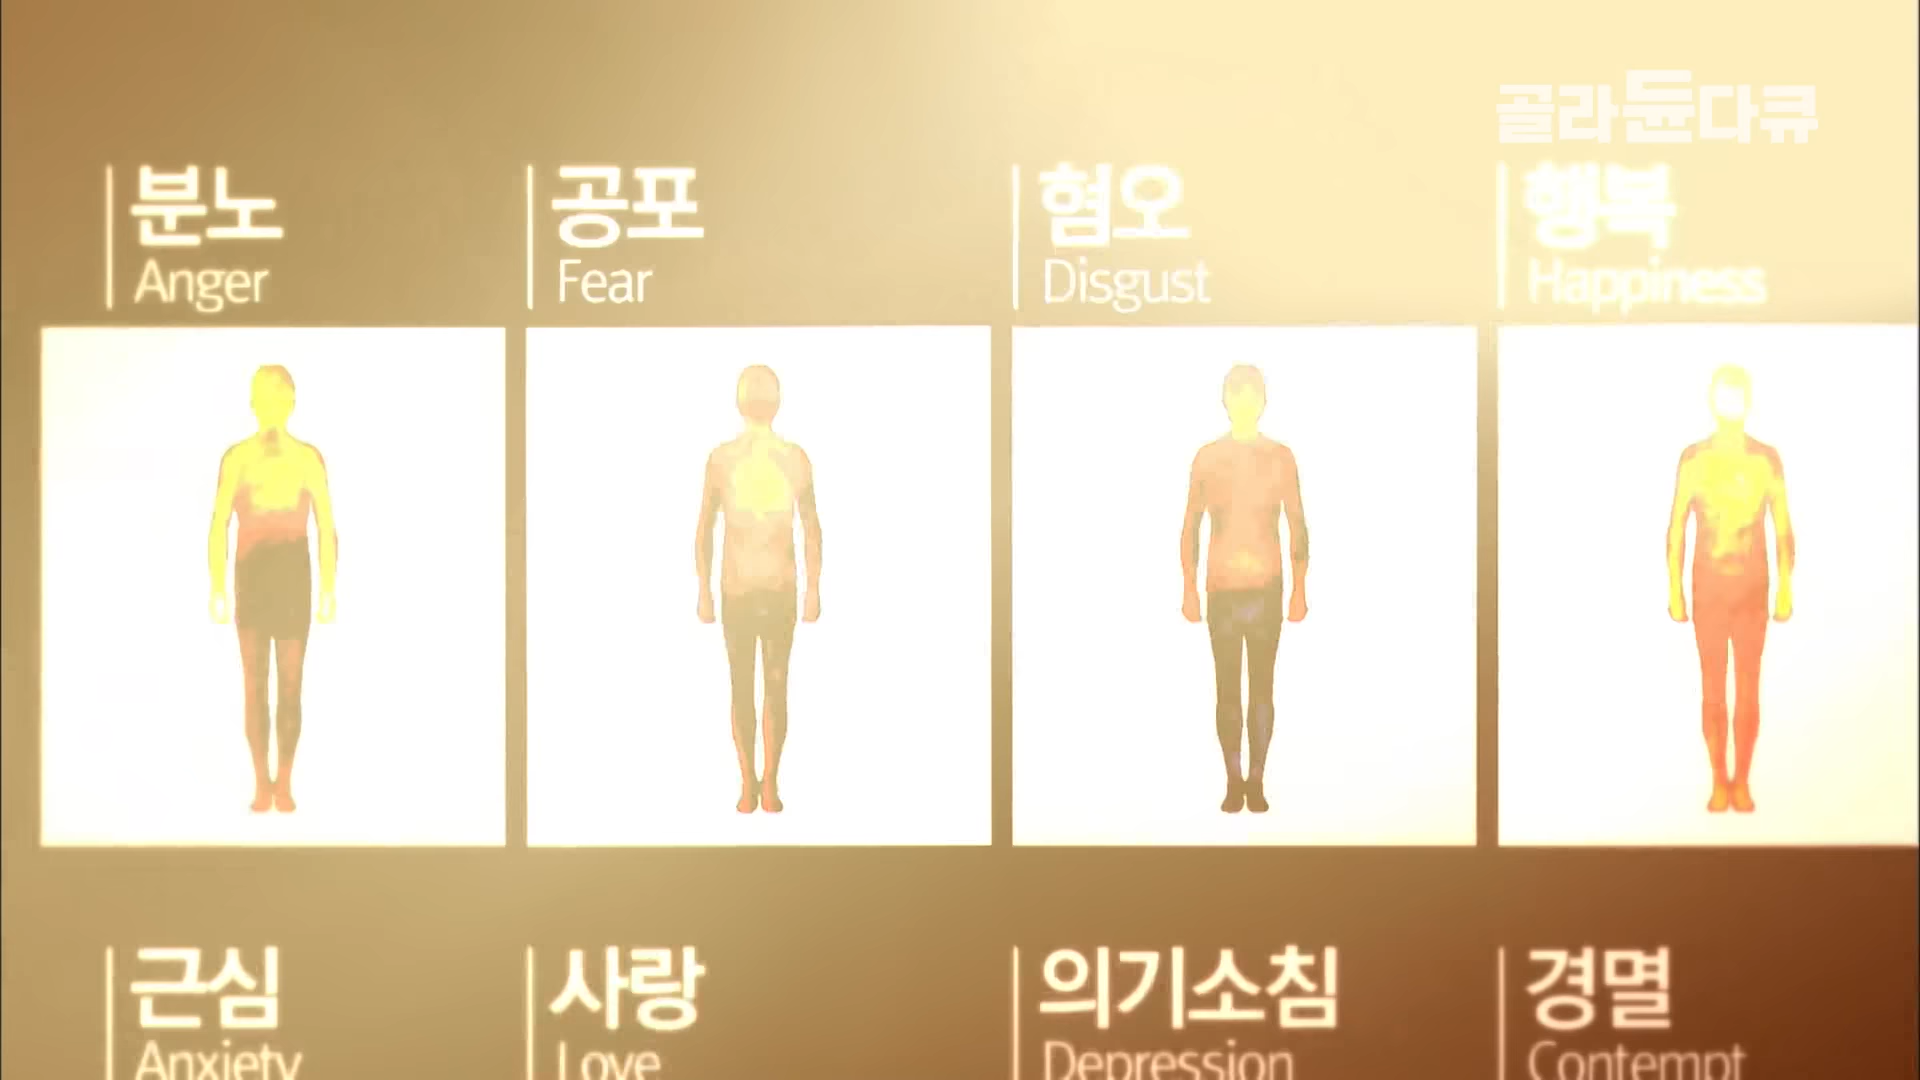 골라듄다큐
분노
Anger
공포
Fear
혐오
Disgust
행복
Happiness
근심
Anxiety
사랑
Love
의기소침
Depression
경멸
Contempt